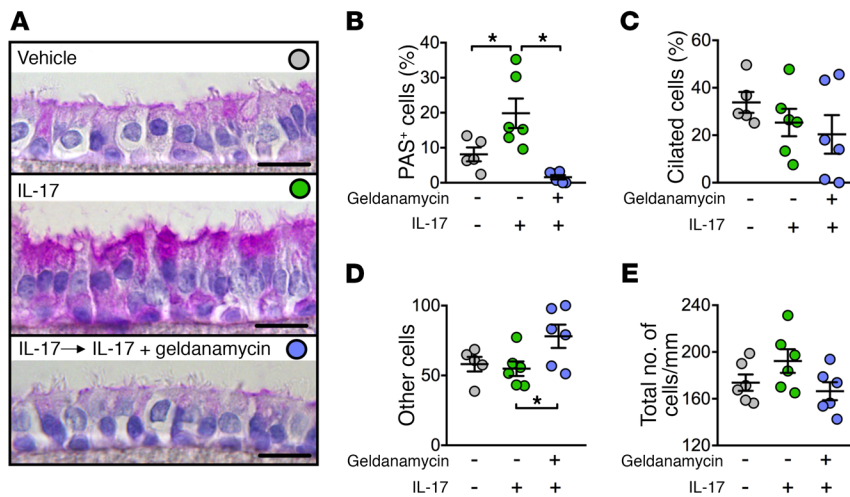 A
Vehicle
IL-17
IL-17→ IL-17 + geldanamycin
B
PAS+ cells (%)
40
30
20
10
0
* *
Geldanamycin - - +
IL-17 - + +
C
Ciliated cells (%)
60
40
20
0
Geldanamycin - - +
IL-17 - + +
D
Other cells
100
50
0
*
Geldanamycin - - +
IL-17 - + +
E
Total no. of
cells/mm
240
200
160
120
Geldanamycin - - +
IL-17 - + +